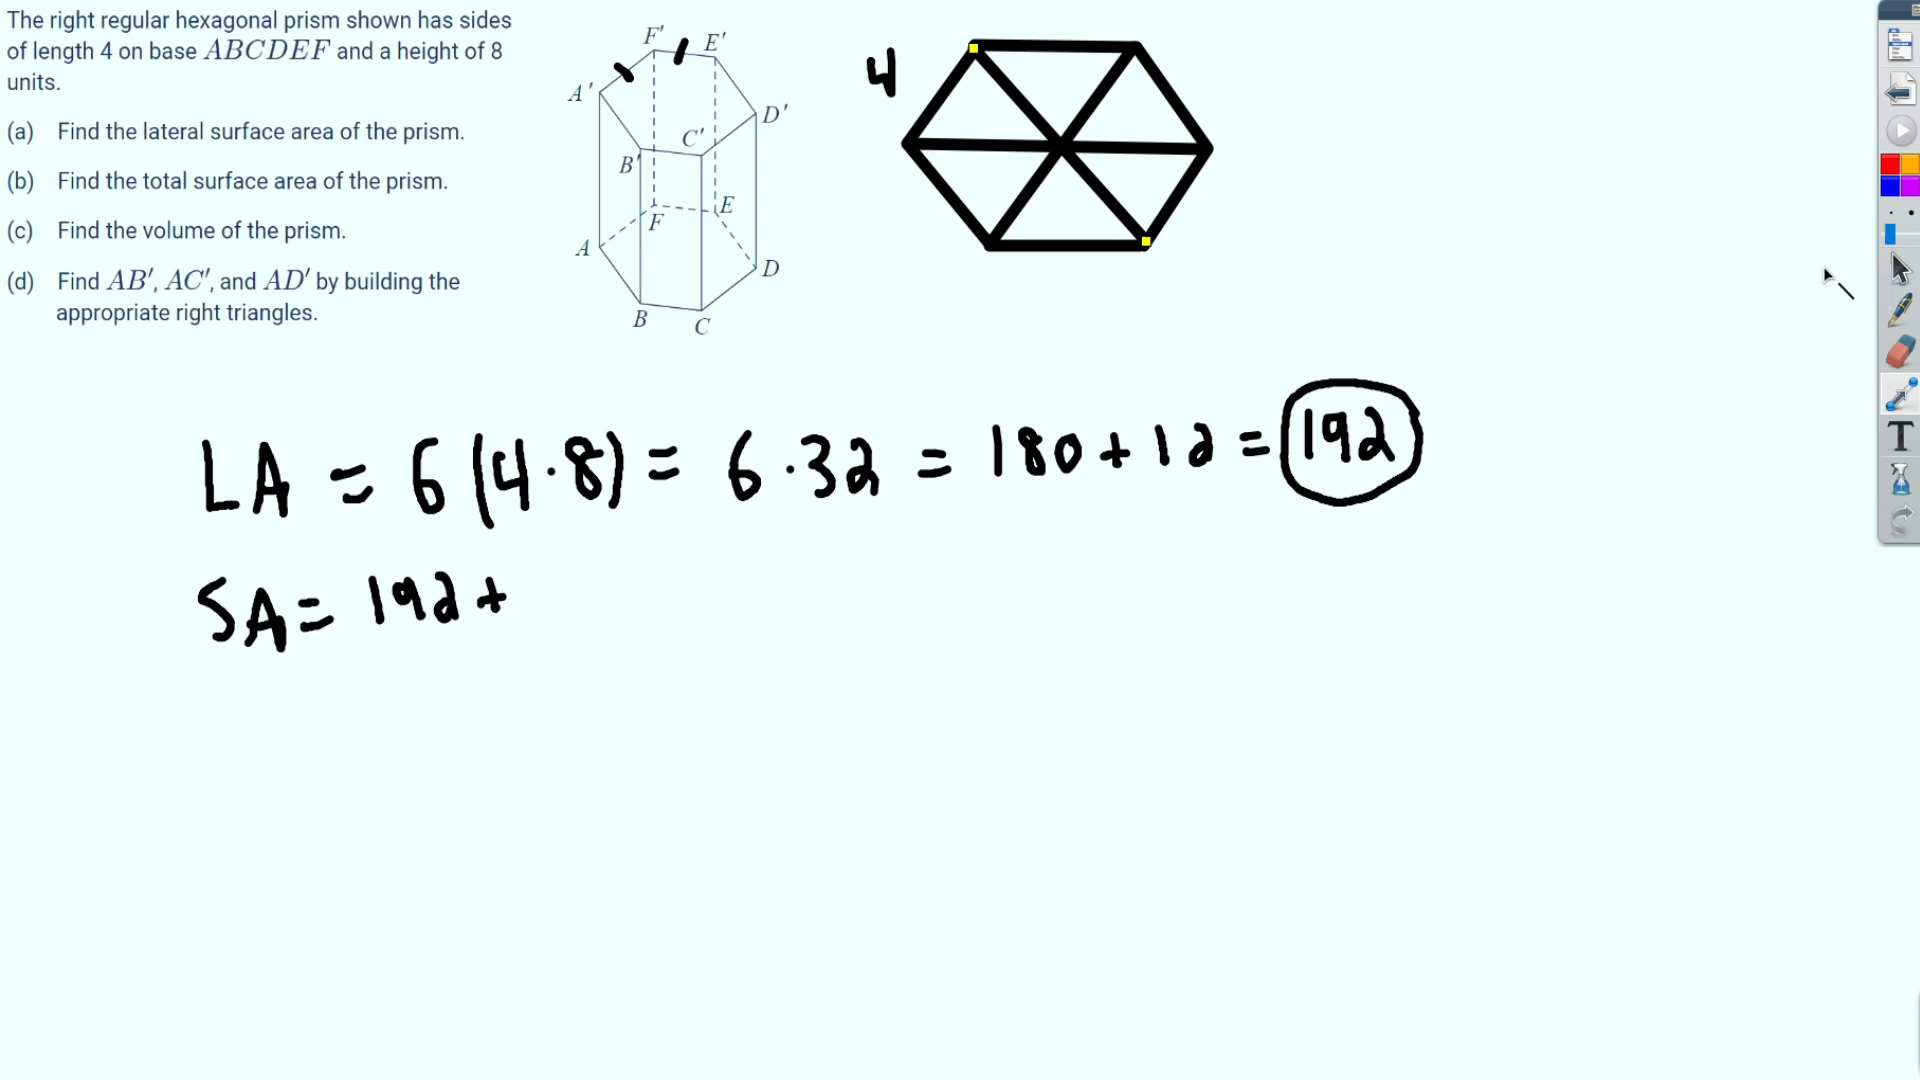 The right regular hexagonal prism shown has sides
of length 4 on base ABCDEF and a height of 8
units.
(a) Find the lateral surface area of the prism.
(b) Find the total surface area of the prism.
(c) Find the volume of the prism.
(d) Find AB′, AC′, and AD′ by building the
appropriate right triangles.
F′ E′
A′
D′
C′
B′
E
F
A
D
B
C
4
LA = 6(4·8) = 6·32 = 180+12 = 192
SA = 192+
T